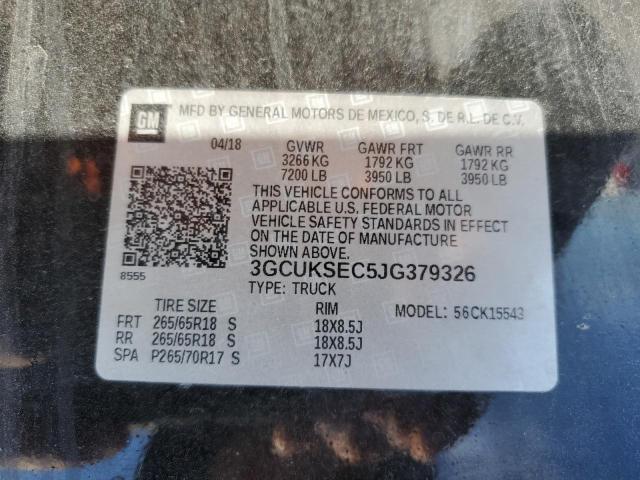 GM MFD BY GENERAL MOTORS DE MEXICO, S. DE R.L. DE C.V.
04/18 GVWR GAWR FRT GAWR RR
3266 KG 1792 KG 1792 KG
7200 LB 3950 LB 3950 LB
THIS VEHICLE CONFORMS TO ALL
APPLICABLE U.S. FEDERAL MOTOR
VEHICLE SAFETY STANDARDS IN EFFECT
ON THE DATE OF MANUFACTURE
SHOWN ABOVE.
8555 3GCUKSEC5JG379326
TYPE: TRUCK
TIRE SIZE RIM MODEL: 56CK15543
FRT 265/65R18 S 18X8.5J
RR 265/65R18 S 18X8.5J
SPA P265/70R17 S 17X7J